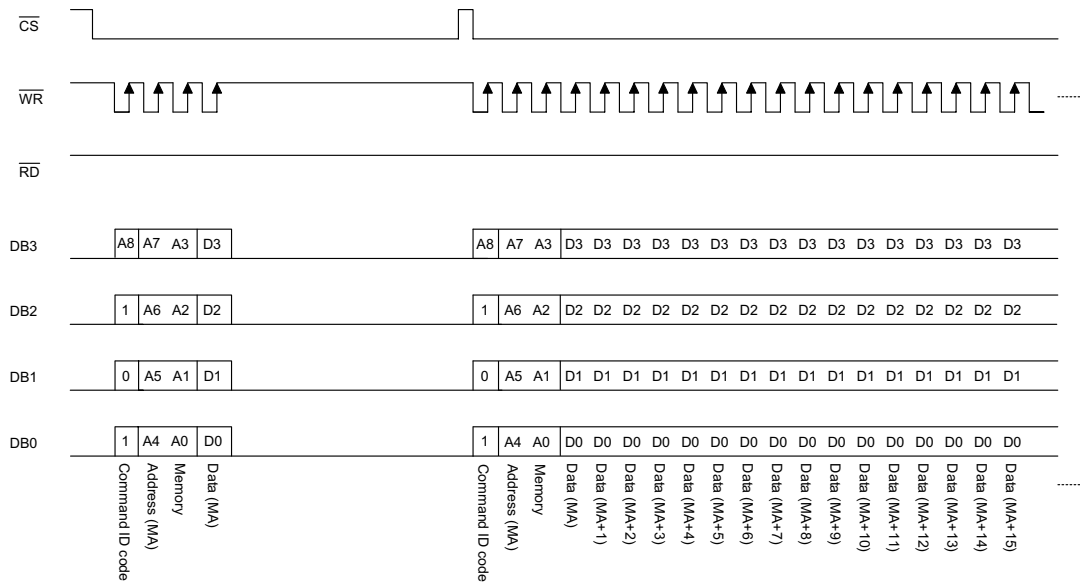 CS
WR
RD
DB3 A8 A7 A3 D3 A8 A7 A3 D3 D3 D3 D3 D3 D3 D3 D3 D3 D3 D3 D3 D3 D3 D3 D3
DB2 1 A6 A2 D2 1 A6 A2 D2 D2 D2 D2 D2 D2 D2 D2 D2 D2 D2 D2 D2 D2 D2 D2
DB1 0 A5 A1 D1 0 A5 A1 D1 D1 D1 D1 D1 D1 D1 D1 D1 D1 D1 D1 D1 D1 D1 D1
DB0 1 A4 A0 D0 1 A4 A0 D0 D0 D0 D0 D0 D0 D0 D0 D0 D0 D0 D0 D0 D0 D0 D0
Command ID code
Address (MA)
Memory
Data (MA)
Command ID code
Address (MA)
Memory
Data (MA)
Data (MA+1)
Data (MA+2)
Data (MA+3)
Data (MA+4)
Data (MA+5)
Data (MA+6)
Data (MA+7)
Data (MA+8)
Data (MA+9)
Data (MA+10)
Data (MA+11)
Data (MA+12)
Data (MA+13)
Data (MA+14)
Data (MA+15)